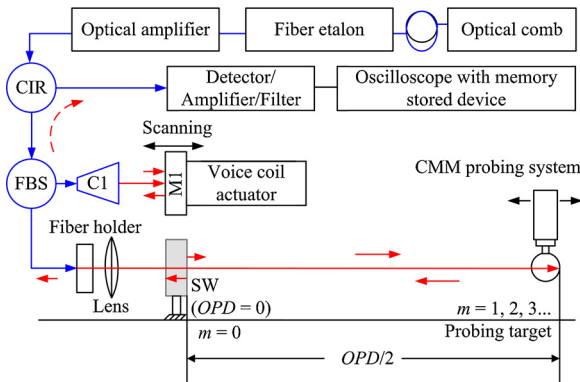 Optical amplifier
Fiber etalon
Optical comb
CIR
Detector/
Amplifier/Filter
Oscilloscope with memory
stored device
Scanning
FBS
C1
M1
Voice coil
actuator
CMM probing system
Fiber holder
Lens
SW
(OPD = 0)
m = 0
m = 1, 2, 3...
Probing target
OPD/2